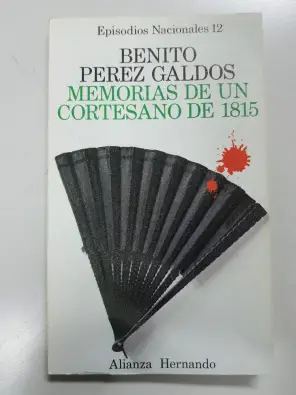 Episodios Nacionales 12
BENITO
PEREZ GALDOS
MEMORIAS DE UN
CORTESANO DE 1815
Alianza Hernando